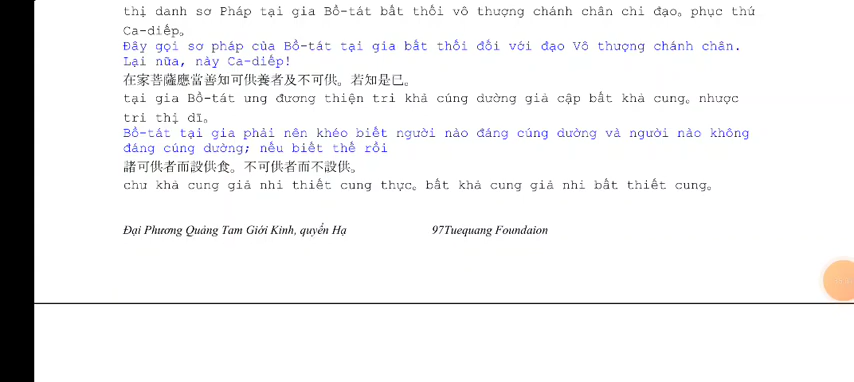 thị danh sơ Pháp tại gia Bồ-tát bất thối vô thượng chánh chân chi đạo。phục thứ
Ca-diếp。
Đây gọi sơ pháp của Bồ-tát tại gia bất thối đối với đạo Vô thượng chánh chân.
Lại nữa, này Ca-diếp!
在家菩薩應當善知可供養者及不可供。若知是已。
tại gia Bồ-tát ưng đương thiện tri khả cúng dường giả cập bất khả cung。nhược
tri thị dĩ。
Bồ-tát tại gia phải nên khéo biết người nào đáng cúng dường và người nào không
đáng cúng dường; nếu biết thế rồi
諸可供者而設供食。不可供者而不設供。
chư khả cung giả nhi thiết cung thực。bất khả cung giả nhi bất thiết cung。
Đại Phương Quảng Tam Giới Kinh, quyển Hạ 97Tuequang Foundaion